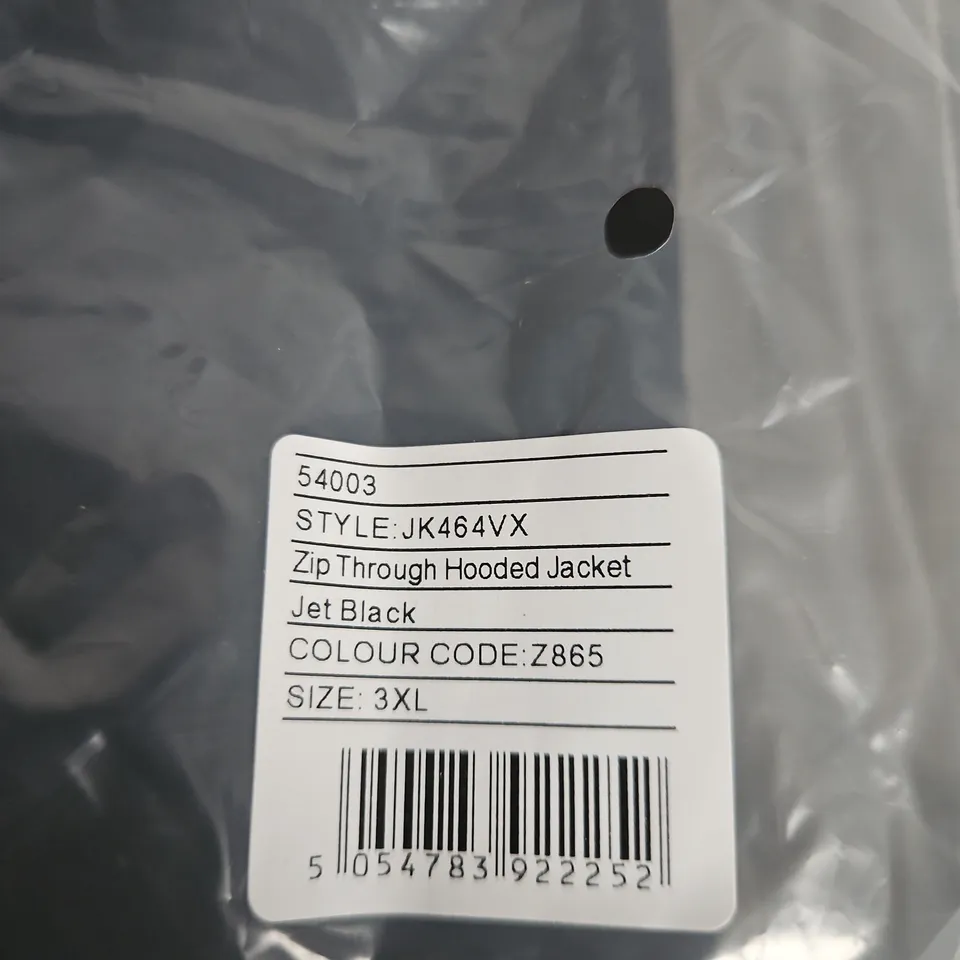 54003
STYLE:JK464VX
Zip Through Hooded Jacket
Jet Black
COLOUR CODE:Z865
SIZE: 3XL
5 054783 922252